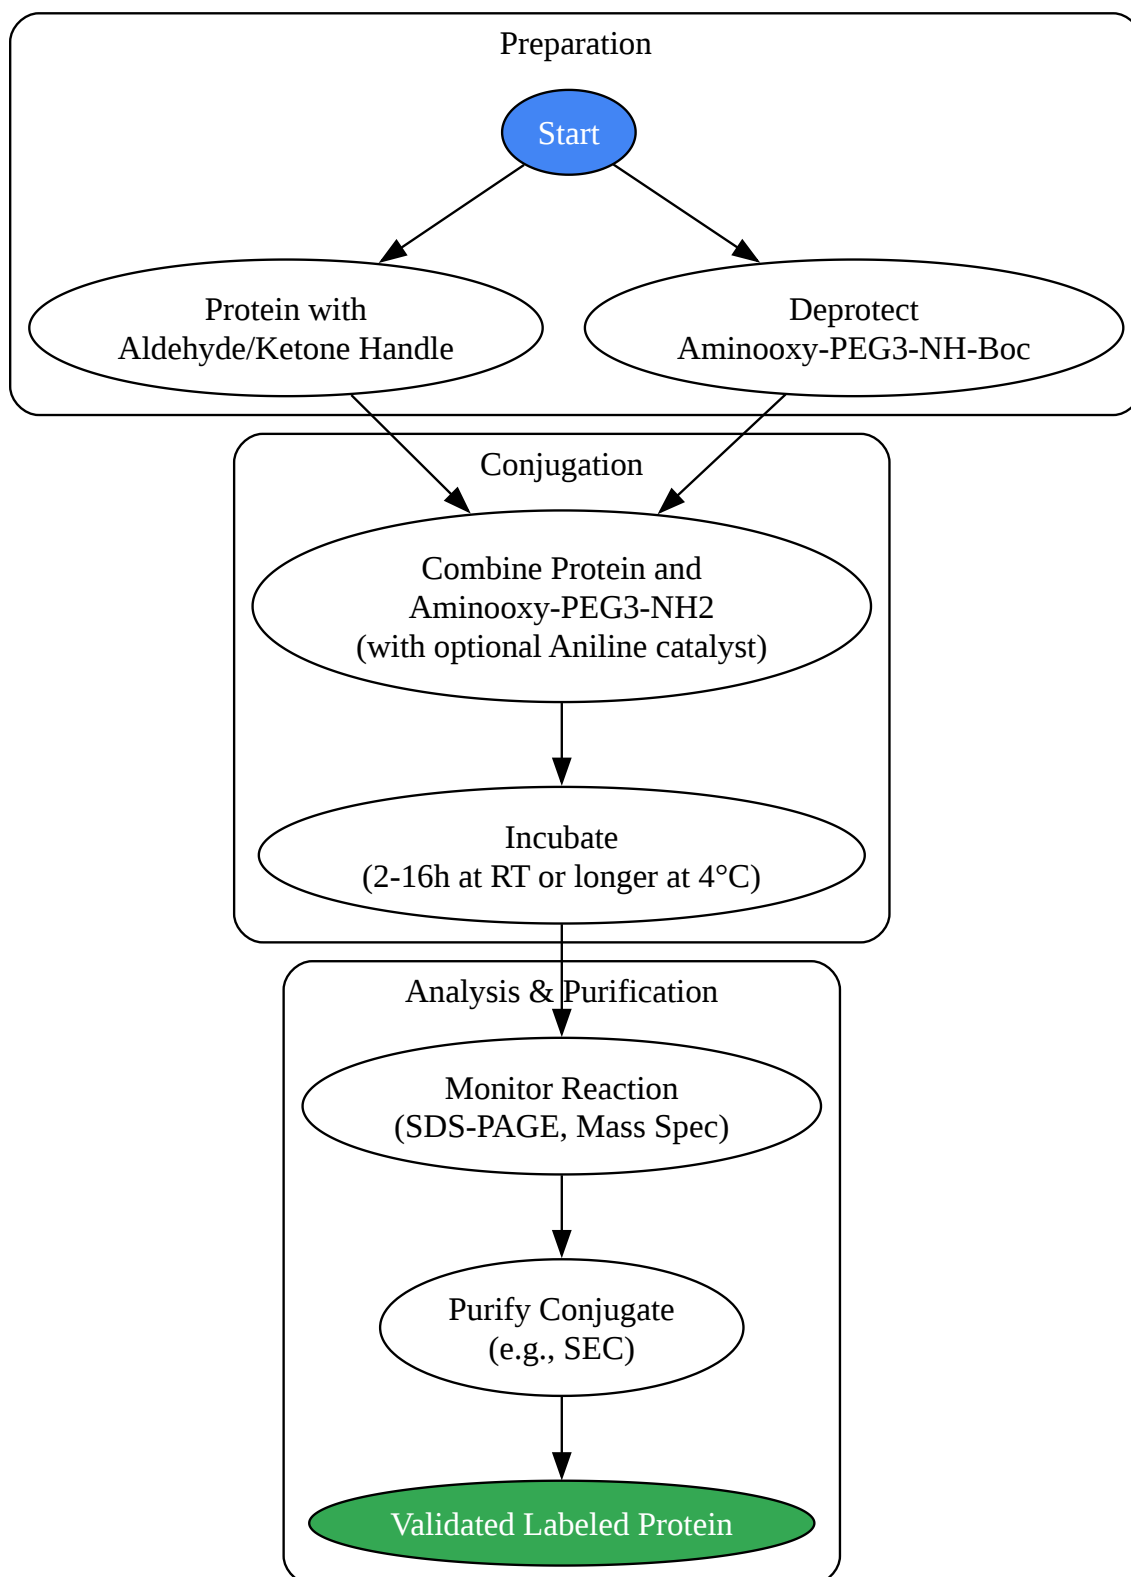 Preparation
Start
Protein with
Aldehyde/Ketone Handle
Deprotect
Aminooxy-PEG3-NH-Boc
Conjugation
Combine Protein and
Aminooxy-PEG3-NH2
(with optional Aniline catalyst)
Incubate
(2-16h at RT or longer at 4°C)
Analysis & Purification
Monitor Reaction
(SDS-PAGE, Mass Spec)
Purify Conjugate
(e.g., SEC)
Validated Labeled Protein